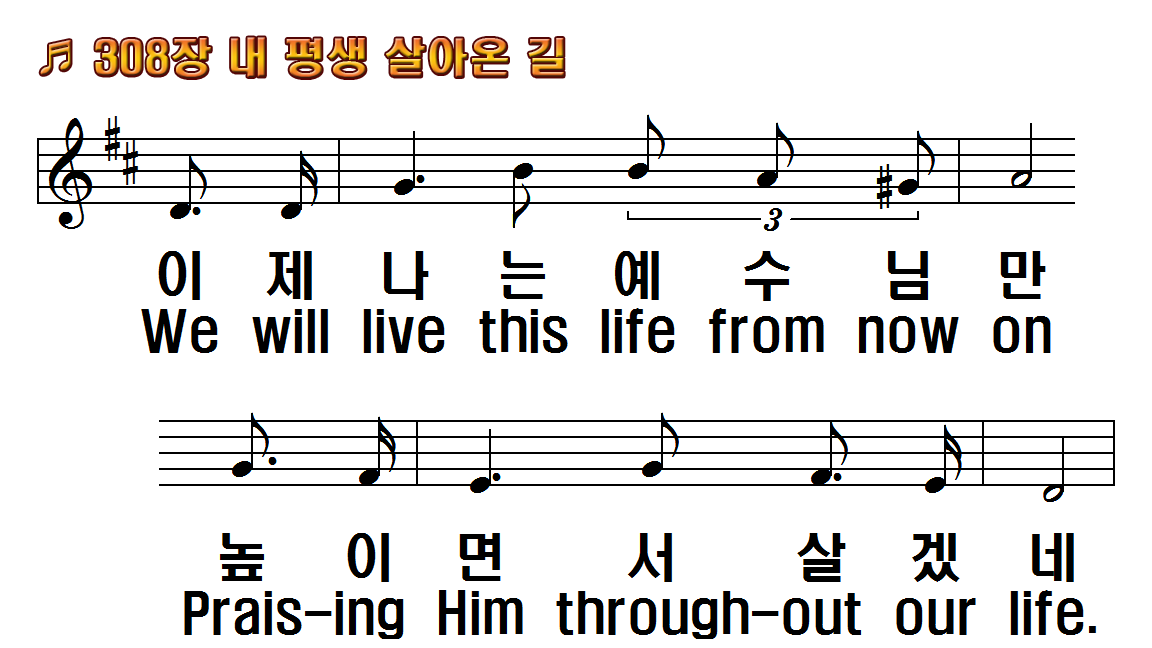 308장 내 평생 살아온 길
3
이 제 나 는 예 수 님 만
We will live this life from now on
높 이 면 서 살 겠 네
Prais-ing Him through-out our life.